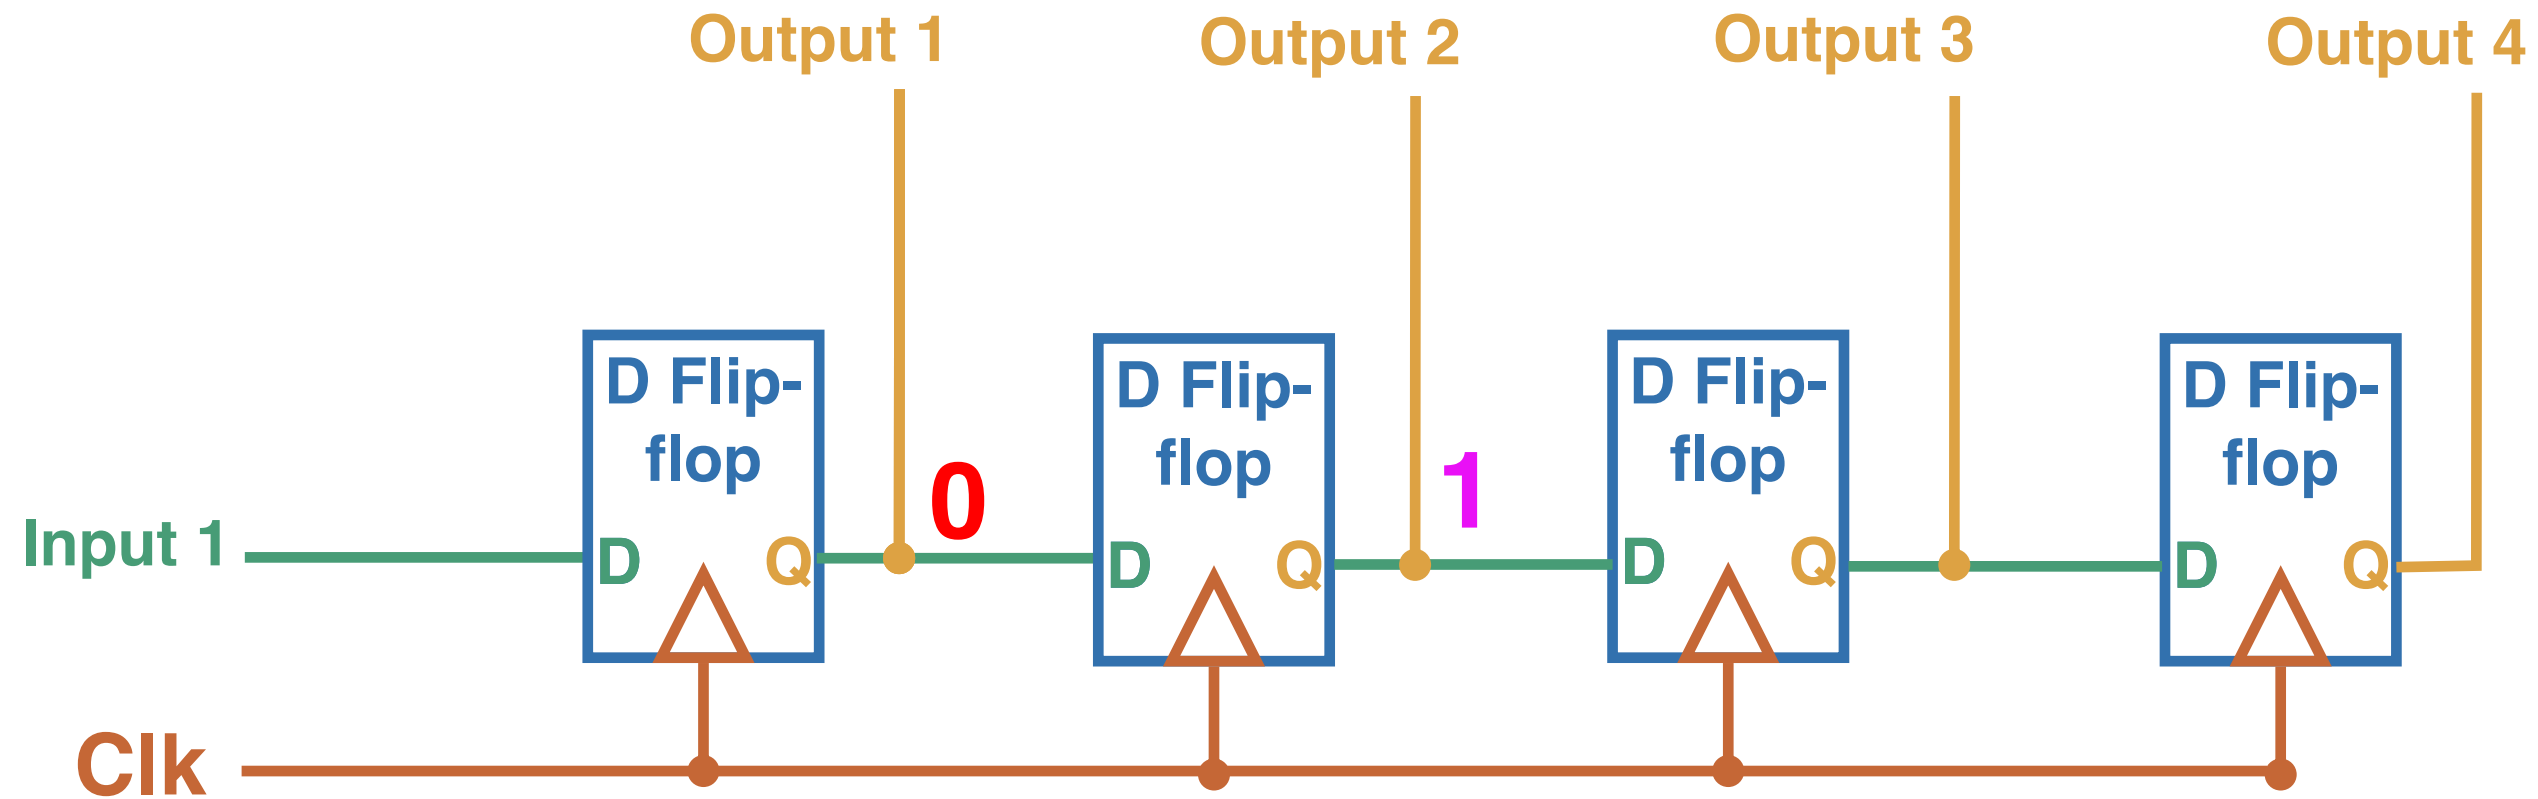 Output 1
Output 2
Output 3
Output 4
D Flip-
flop
D Flip-
flop
D Flip-
flop
D Flip-
flop
0
1
Input 1
D
Q
D
Q
D
Q
D
Q
Clk